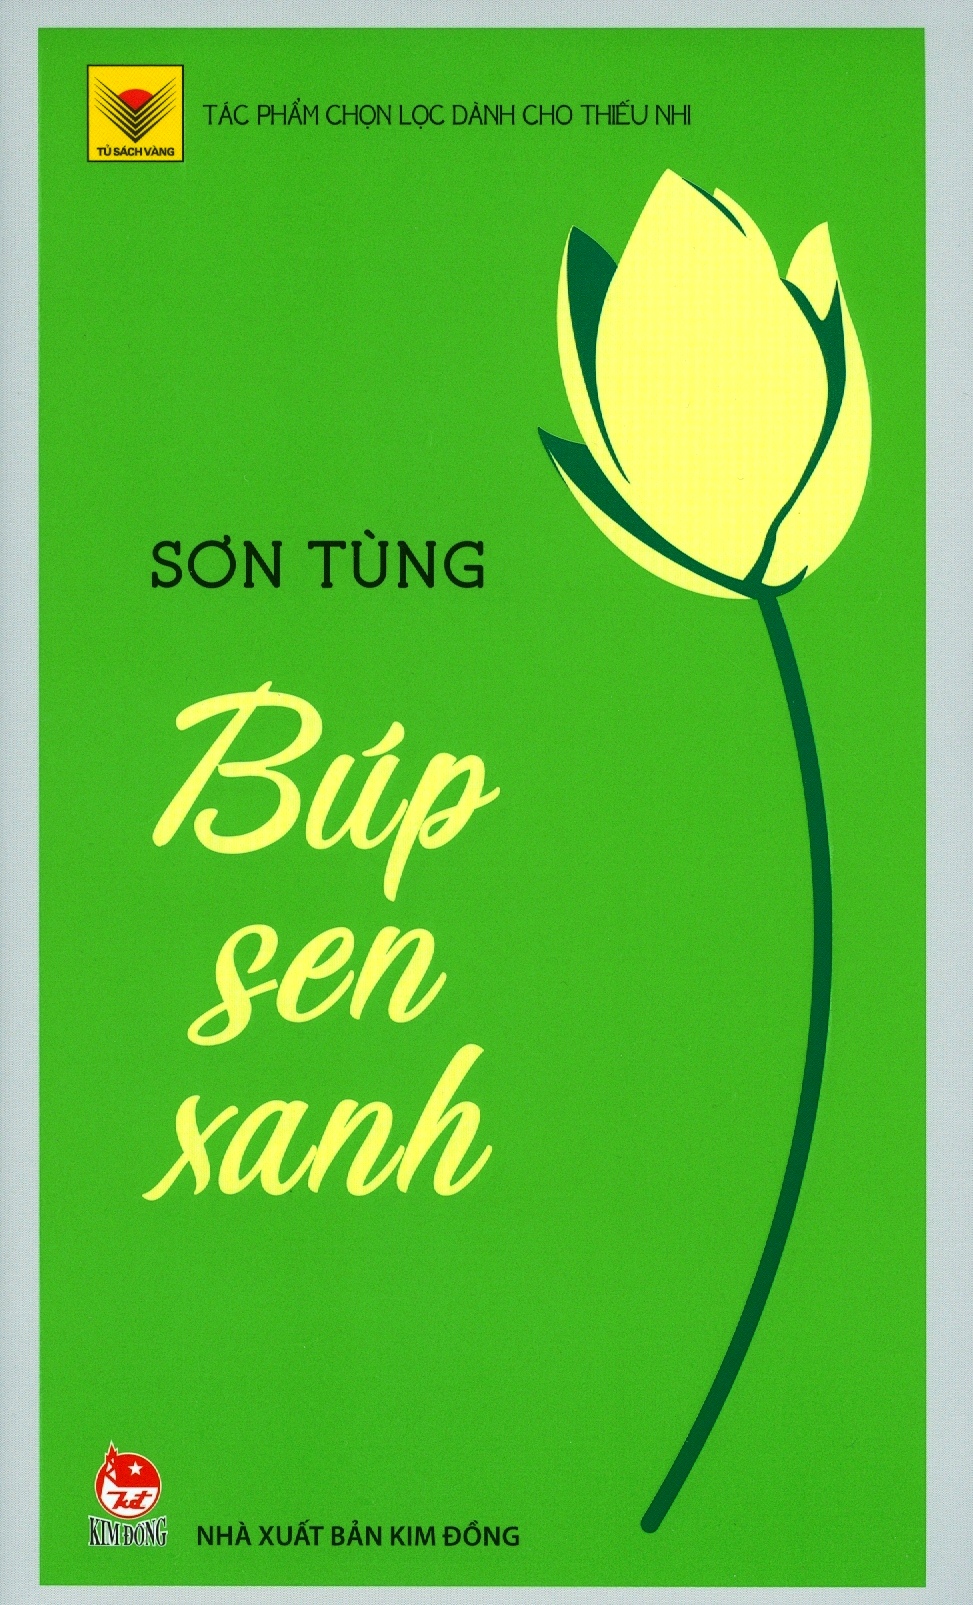 TỦ SÁCH VÀNG
TÁC PHẨM CHỌN LỌC DÀNH CHO THIẾU NHI
SƠN TÙNG
Búp
sen
xanh
kđ
KIM ĐỒNG
NHÀ XUẤT BẢN KIM ĐỒNG